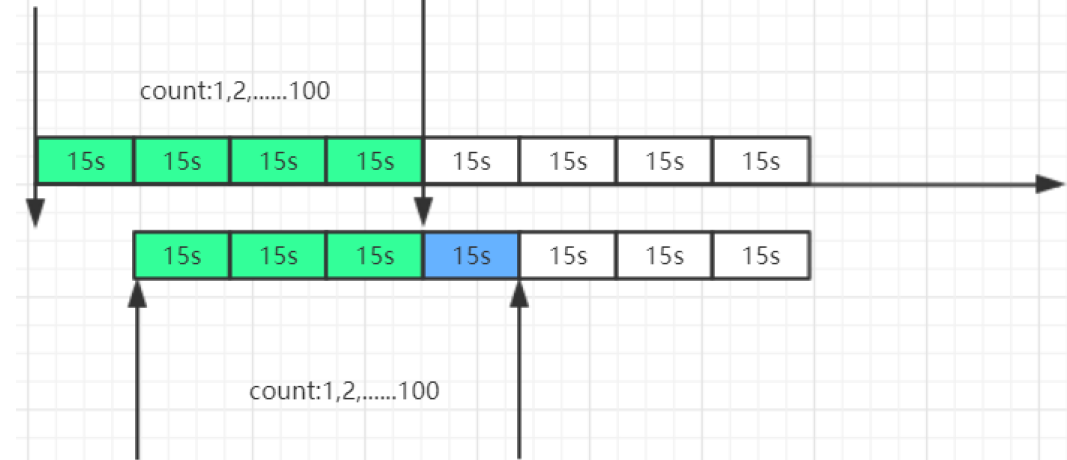 count:1,2,......100
15s 15s 15s 15s 15s 15s 15s 15s
15s 15s 15s 15s 15s 15s 15s
count:1,2,......100